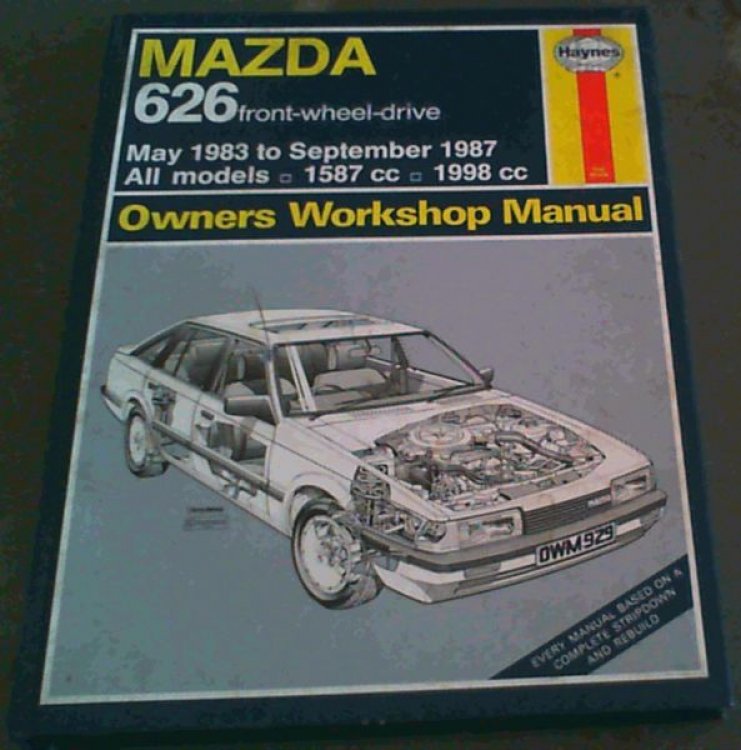 MAZDA
626 front-wheel-drive
May 1983 to September 1987
All models □ 1587 cc □ 1998 cc
Haynes
Owners Workshop Manual
OWM 929
EVERY MANUAL BASED ON A
COMPLETE STRIPDOWN
AND REBUILD